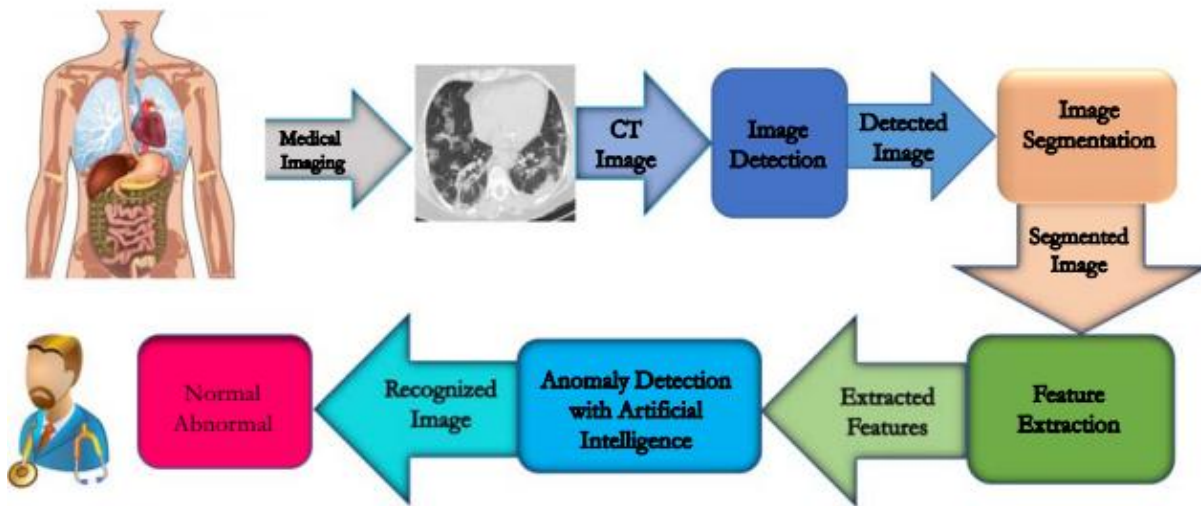 Medical
Imaging
CT
Image
Image
Detection
Detected
Image
Image
Segmentation
Segmented
Image
Feature
Extraction
Extracted
Features
Anomaly Detection
with Artificial
Intelligence
Recognized
Image
Normal
Abnormal